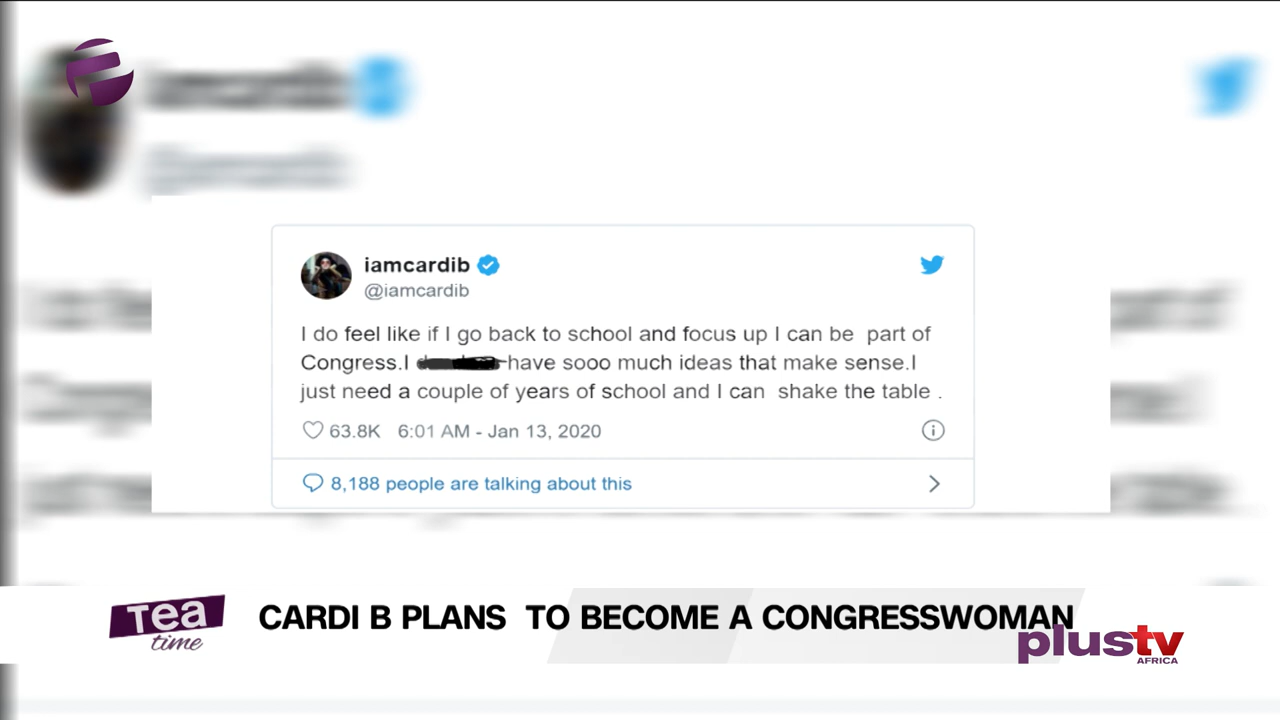 iamcardib
@iamcardib
I do feel like if I go back to school and focus up I can be part of
Congress.I have sooo much ideas that make sense.I
just need a couple of years of school and I can shake the table .
63.8K 6:01 AM - Jan 13, 2020
8,188 people are talking about this
Tea
time
CARDI B PLANS TO BECOME A CONGRESSWOMAN
plustv
AFRICA